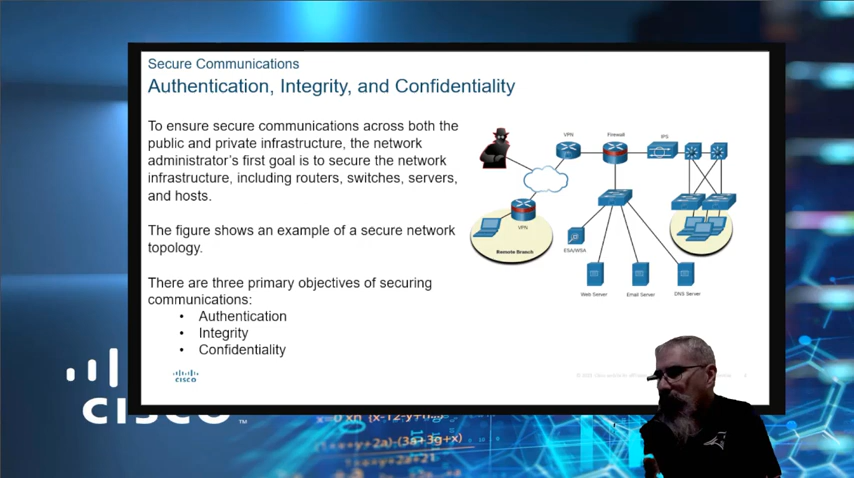 Secure Communications
Authentication, Integrity, and Confidentiality
To ensure secure communications across both the
public and private infrastructure, the network
administrator's first goal is to secure the network
infrastructure, including routers, switches, servers,
and hosts.
The figure shows an example of a secure network
topology.
There are three primary objectives of securing
communications:
• Authentication
• Integrity
• Confidentiality
CISCO
VPN
Firewall
IPS
VPN
Remote Branch
ESA/WSA
Web Server
Email Server
DNS Server
CISCO
TM